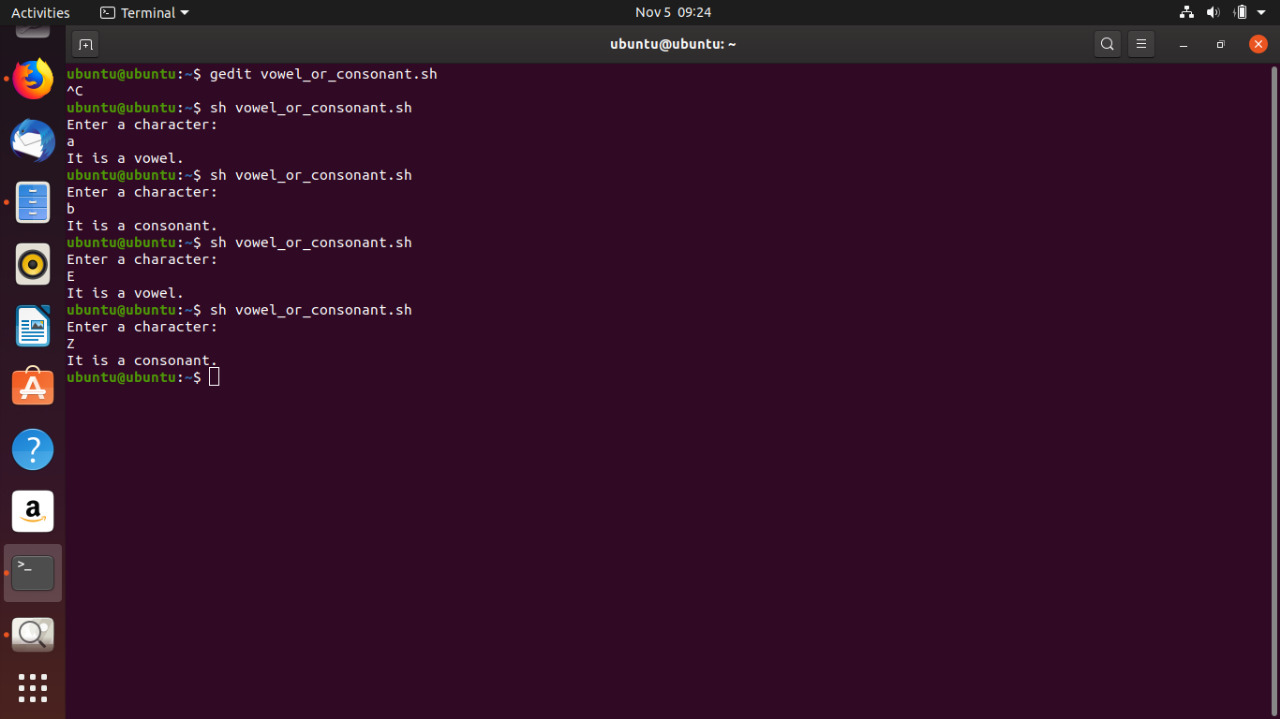 Activities Terminal Nov 5 09:24
ubuntu@ubuntu: ~
ubuntu@ubuntu:~$ gedit vowel_or_consonant.sh
^C
ubuntu@ubuntu:~$ sh vowel_or_consonant.sh
Enter a character:
a
It is a vowel.
ubuntu@ubuntu:~$ sh vowel_or_consonant.sh
Enter a character:
b
It is a consonant.
ubuntu@ubuntu:~$ sh vowel_or_consonant.sh
Enter a character:
E
It is a vowel.
ubuntu@ubuntu:~$ sh vowel_or_consonant.sh
Enter a character:
Z
It is a consonant.
ubuntu@ubuntu:~$